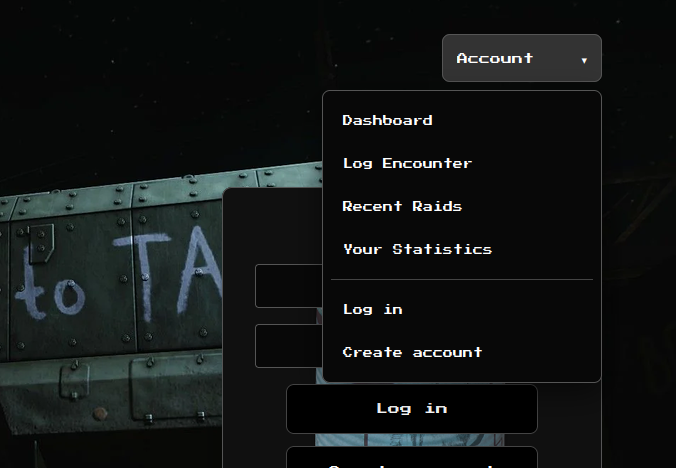 Account
Dashboard
Log Encounter
Recent Raids
Your Statistics
to TA
Log in
Create account
Log in